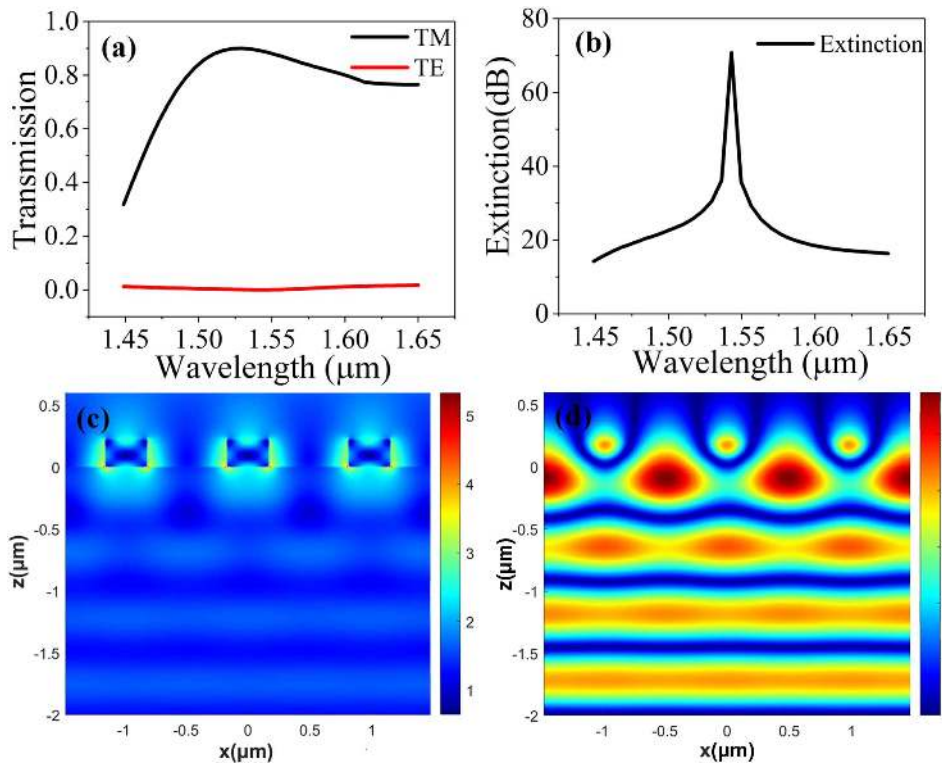 (a)
TM
TE
1.0
0.8
0.6
0.4
0.2
0.0
Transmission
1.45 1.50 1.55 1.60 1.65
Wavelength (μm)
(b)
Extinction
80
60
40
20
0
Extinction(dB)
1.45 1.50 1.55 1.60 1.65
Wavelength (μm)
(c)
0.5
0
-0.5
-1
-1.5
-2
z(μm)
-1 -0.5 0 0.5 1
x(μm)
5
4
3
2
1
(d)
0.5
0
-0.5
-1
-1.5
-2
z(μm)
-1 -0.5 0 0.5 1
x(μm)